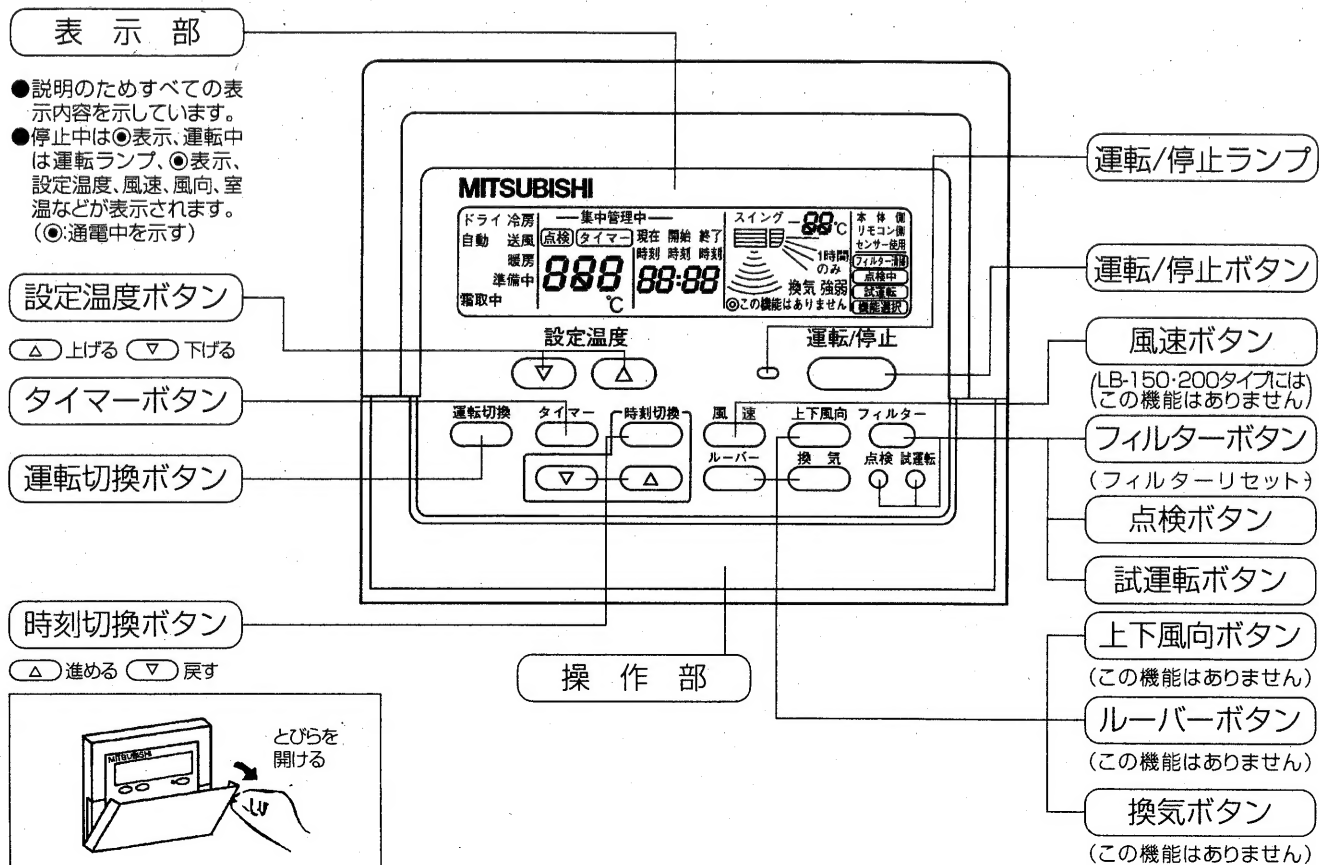 表示部
●説明のためすべての表
示内容を示しています。
●停止中は◉表示、運転中
は運転ランプ、◉表示、
設定温度、風速、風向、室
温などが表示されます。
(◉:通電中を示す)
設定温度ボタン
△ 上げる ▽ 下げる
タイマーボタン
運転切換ボタン
時刻切換ボタン
△ 進める ▽ 戻す
MITSUBISHI
とびらを
開ける
MITSUBISHI
ドライ 冷房
自動 送風
暖房
準備中
霜取中
集中管理中
点検 タイマー 現在 開始 終了
時刻 時刻 時刻
888 88:88
℃
スイング -88℃
1時間
のみ
換気 強弱
◎この機能はありません
本体側
リモコン側
センサー使用
フィルター清掃
点検中
試運転
機能選択
設定温度 運転/停止
▽ △
運転切換 タイマー 時刻切換 風速 上下風向 フィルター
▽ △ ルーバー 換気 点検 試運転
操作部
運転/停止ランプ
運転/停止ボタン
風速ボタン
(LB-150・200タイプには
この機能はありません)
フィルターボタン
(フィルターリセット)
点検ボタン
試運転ボタン
上下風向ボタン
(この機能はありません)
ルーバーボタン
(この機能はありません)
換気ボタン
(この機能はありません)